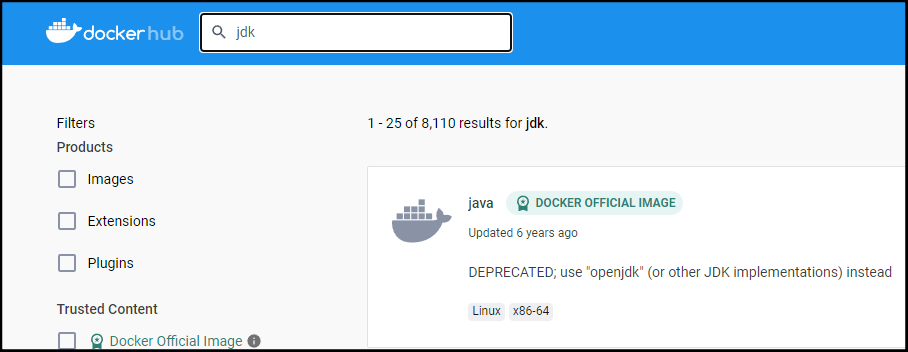 docker hub
jdk
Filters
Products
Images
Extensions
Plugins
Trusted Content
Docker Official Image
1 - 25 of 8,110 results for jdk.
java DOCKER OFFICIAL IMAGE
Updated 6 years ago
DEPRECATED; use "openjdk" (or other JDK implementations) instead
Linux x86-64